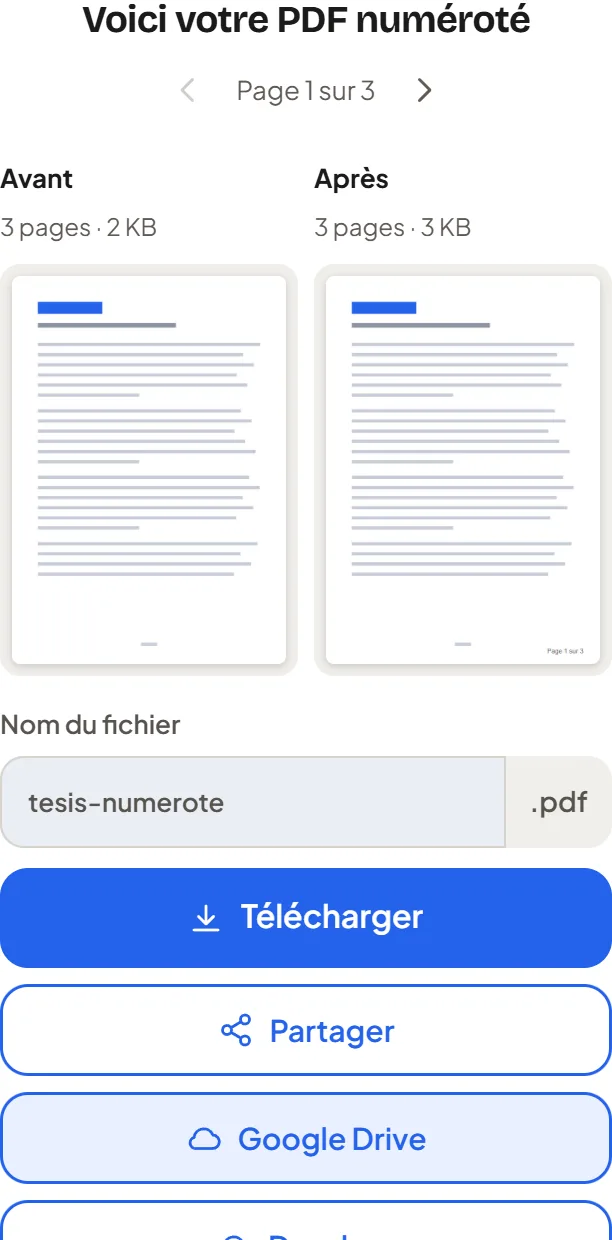 Voici votre PDF numéroté
Page 1 sur 3
Avant
3 pages · 2 KB
Après
3 pages · 3 KB
Page 1 sur 3
Nom du fichier
tesis-numerote
.pdf
Télécharger
Partager
Google Drive